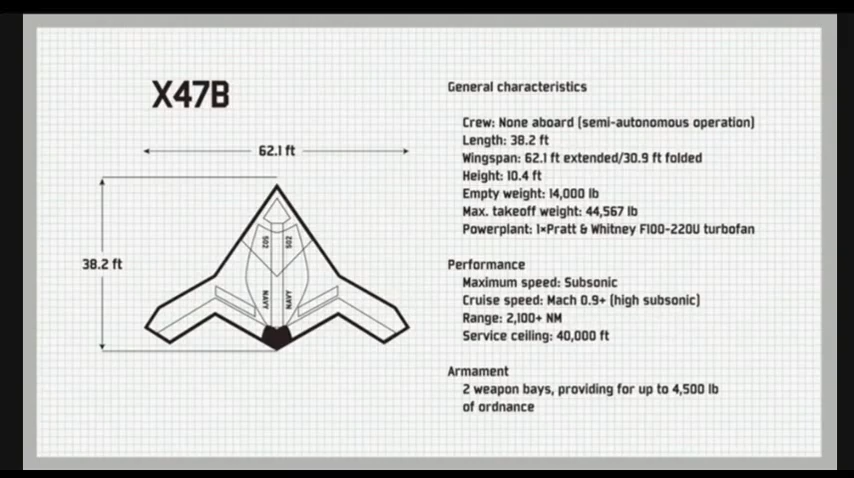 X47B
62.1 ft
38.2 ft
502
502
NAVY
NAVY
General characteristics
Crew: None aboard (semi-autonomous operation)
Length: 38.2 ft
Wingspan: 62.1 ft extended/30.9 ft folded
Height: 10.4 ft
Empty weight: 14,000 lb
Max. takeoff weight: 44,567 lb
Powerplant: 1×Pratt & Whitney F100-220U turbofan
Performance
Maximum speed: Subsonic
Cruise speed: Mach 0.9+ (high subsonic)
Range: 2,100+ NM
Service ceiling: 40,000 ft
Armament
2 weapon bays, providing for up to 4,500 lb
of ordnance